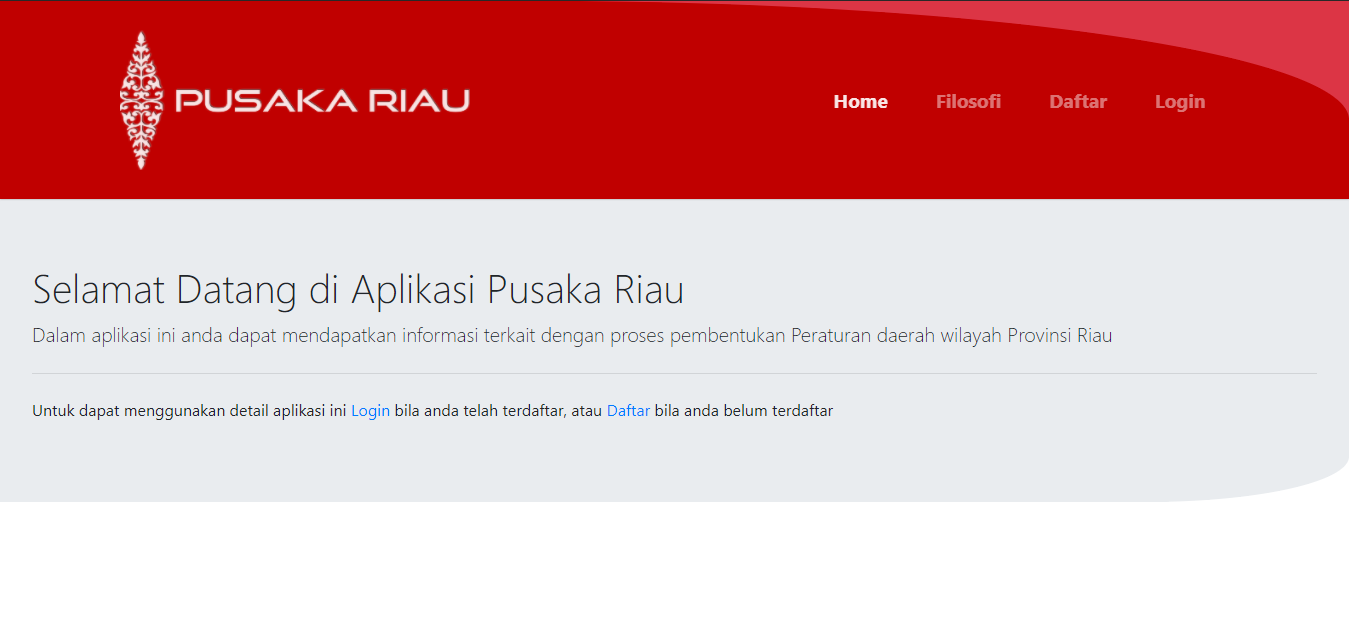 PUSAKA RIAU
Home Filosofi Daftar Login
Selamat Datang di Aplikasi Pusaka Riau
Dalam aplikasi ini anda dapat mendapatkan informasi terkait dengan proses pembentukan Peraturan daerah wilayah Provinsi Riau
Untuk dapat menggunakan detail aplikasi ini Login bila anda telah terdaftar, atau Daftar bila anda belum terdaftar